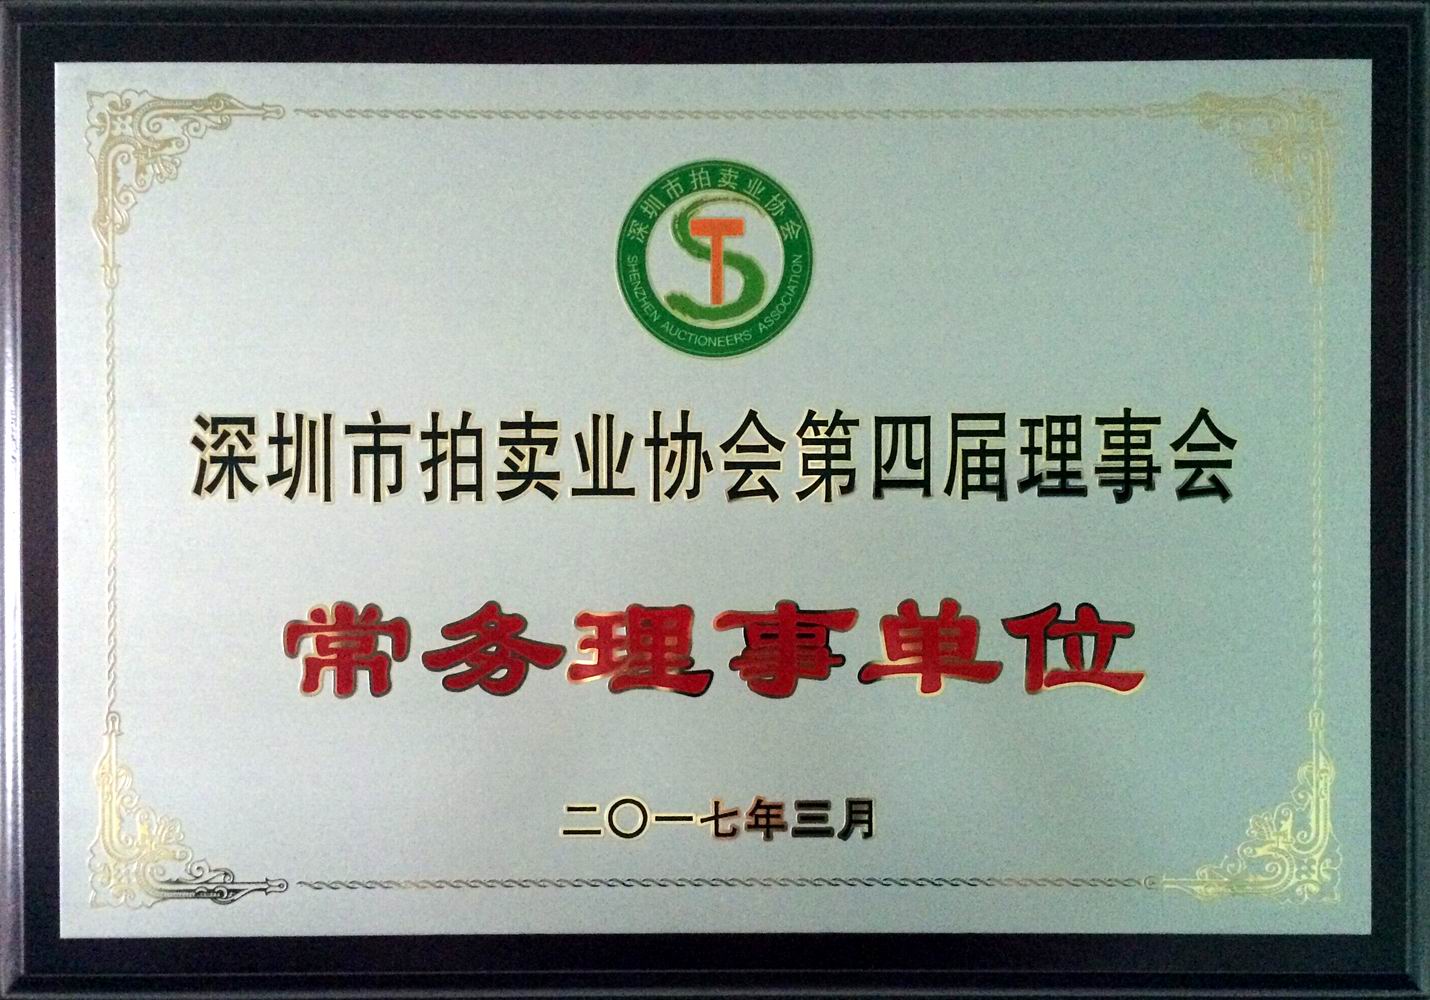 深圳市拍卖业协会
ST
SHENZHEN AUCTIONEERS' ASSOCIATION
深圳市拍卖业协会第四届理事会
常务理事单位
二〇一七年三月